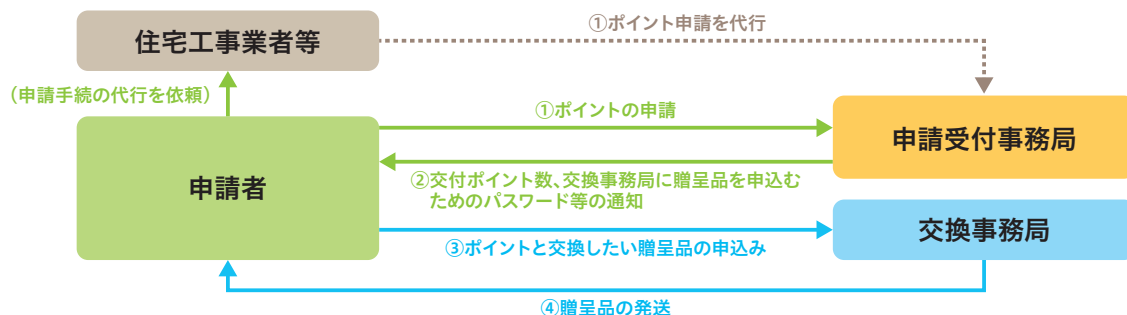 ①ポイント申請を代行
住宅工事業者等
（申請手続の代行を依頼）
①ポイントの申請
申請受付事務局
申請者
②交付ポイント数、交換事務局に贈呈品を申込む
ためのパスワード等の通知
交換事務局
③ポイントと交換したい贈呈品の申込み
④贈呈品の発送